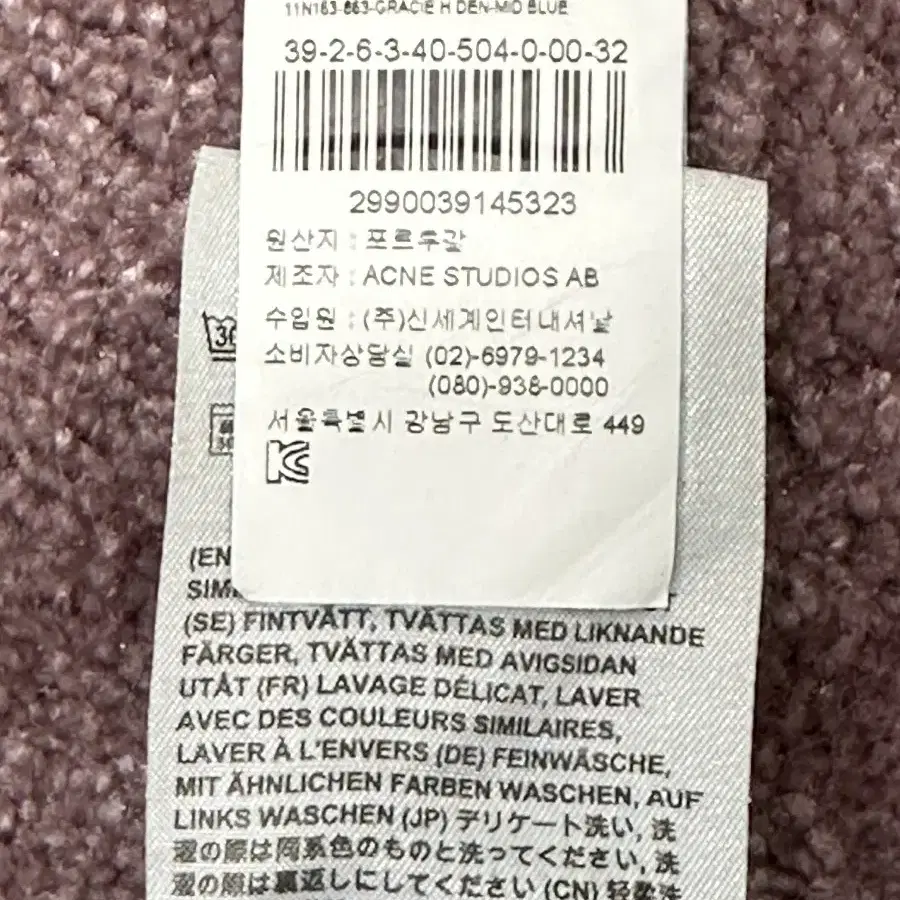 11N163-863-GRACIE H DEN-MID BLUE
39-2-6-3-40-504-0-00-32
2990039145323
원산지 : 포르투갈
제조자 : ACNE STUDIOS AB
수입원 : (주)신세계인터내셔날
소비자상담실 (02)-6979-1234
(080)-938-0000
서울특별시 강남구 도산대로 449
(EN
(SE) FINTVÄTT, TVÄTTAS MED LIKNANDE
FÄRGER, TVÄTTAS MED AVIGSIDAN
UTÅT (FR) LAVAGE DÉLICAT, LAVER
AVEC DES COULEURS SIMILAIRES,
LAVER À L'ENVERS (DE) FEINWÄSCHE,
MIT ÄHNLICHEN FARBEN WASCHEN, AUF
LINKS WASCHEN (JP) デリケート洗い, 洗
濯の際は同系色のものと洗ってください, 洗
濯の際は裏返しにしてください (CN) 轻柔洗